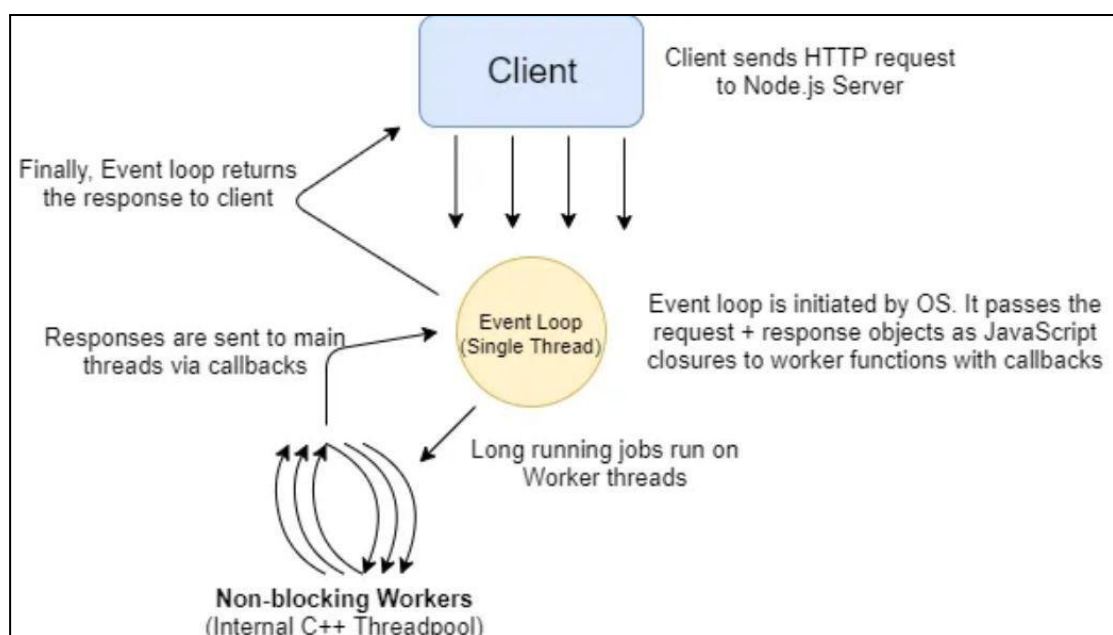 Client
Client sends HTTP request
to Node.js Server
Finally, Event loop returns
the response to client
Event Loop
(Single Thread)
Event loop is initiated by OS. It passes the
request + response objects as JavaScript
closures to worker functions with callbacks
Responses are sent to main
threads via callbacks
Long running jobs run on
Worker threads
Non-blocking Workers
(Internal C++ Threadpool)